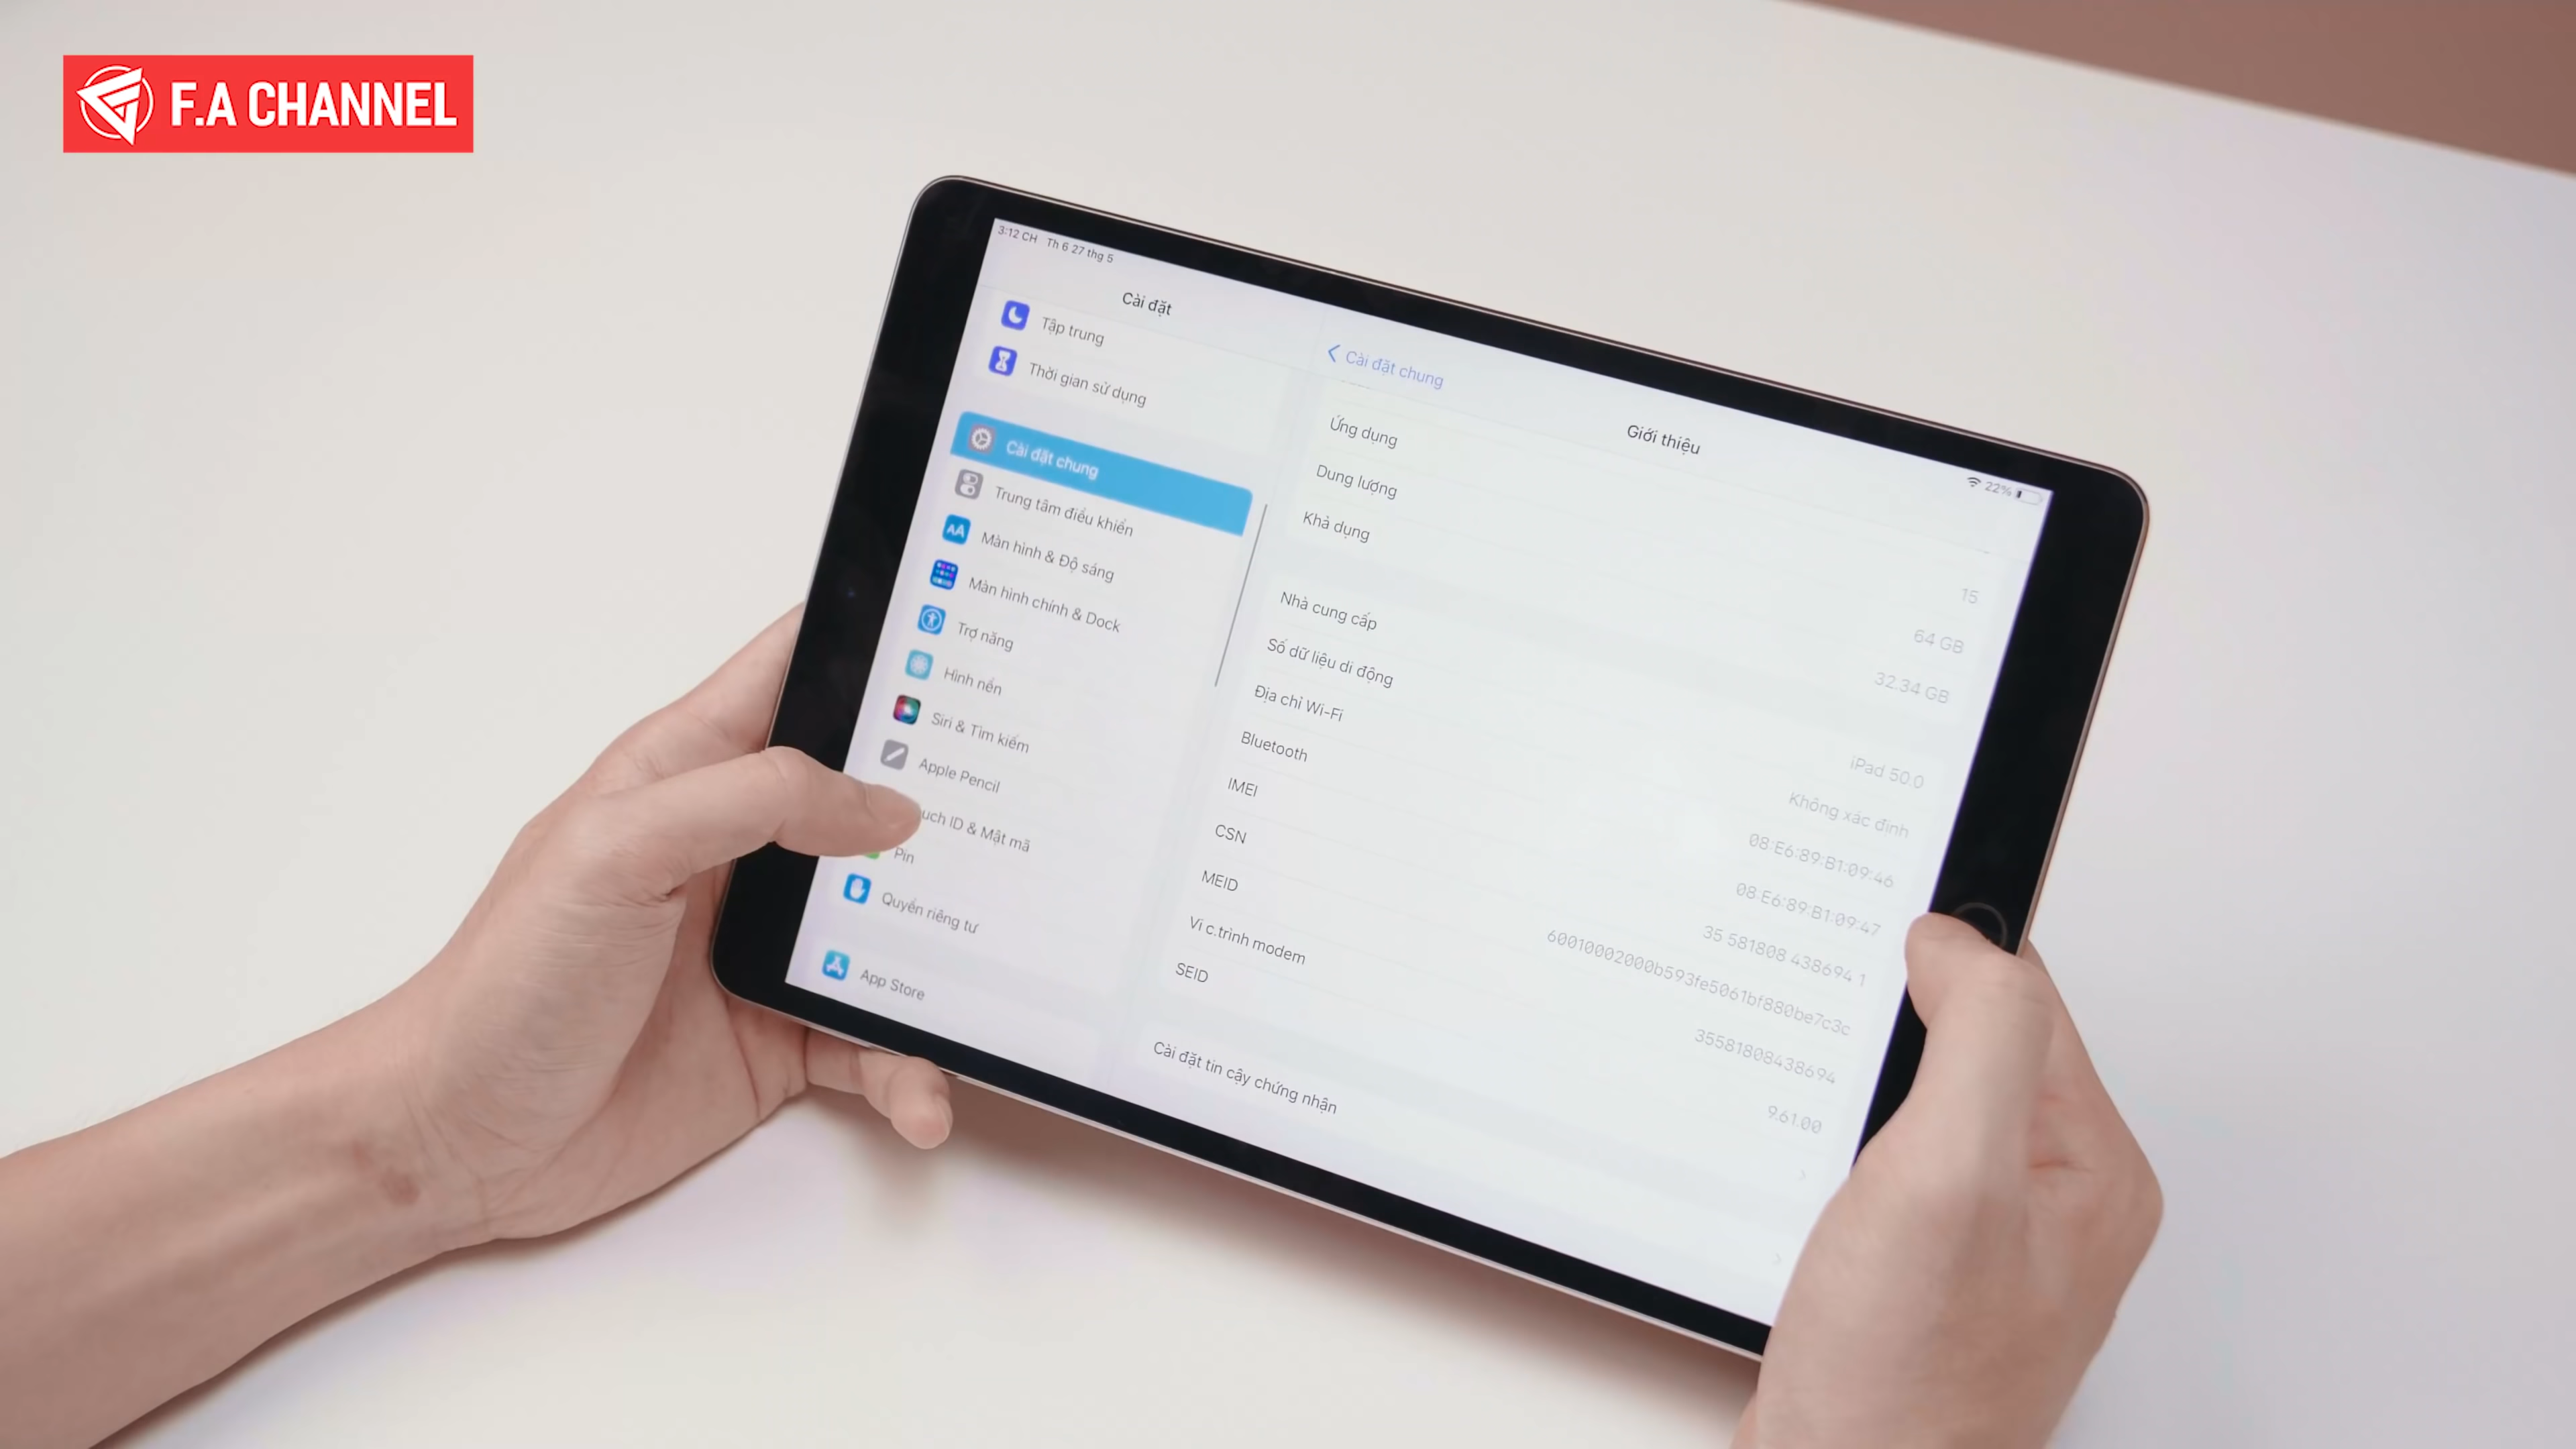 F.A CHANNEL
3:12 CH Th 6 27 thg 5
22%
Cài đặt
Tập trung
Thời gian sử dụng
Cài đặt chung
Trung tâm điều khiển
Màn hình & Độ sáng
Màn hình chính & Dock
Trợ năng
Hình nền
Siri & Tìm kiếm
Apple Pencil
uch ID & Mật mã
Pin
Quyền riêng tư
App Store
Cài đặt chung
Giới thiệu
Ứng dụng 15
Dung lượng 64 GB
Khả dụng 32.34 GB
Nhà cung cấp iPad 50.0
Số dữ liệu di động Không xác định
Địa chỉ Wi-Fi 08:E6:89:B1:09:46
Bluetooth 08:E6:89:B1:09:47
IMEI 35 581808 438694 1
CSN 60010002000b593fe5061bf880be7c3c
MEID 35581808438694
Vi c.trình modem 9.61.00
SEID
Cài đặt tin cậy chứng nhận